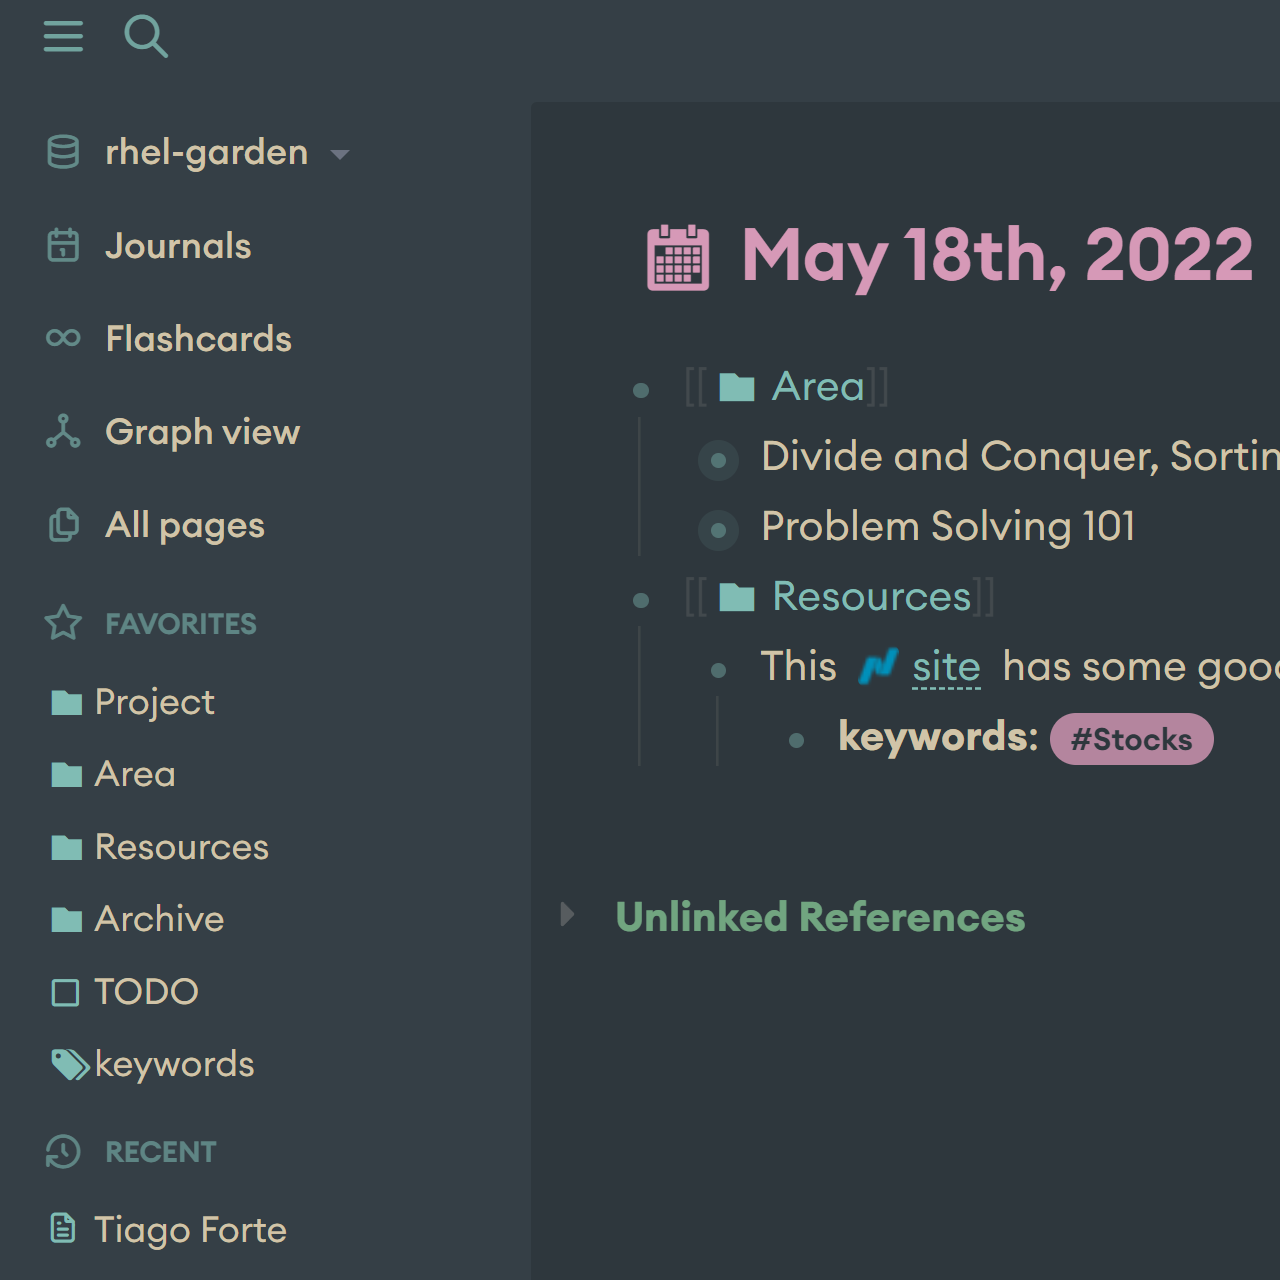 rhel-garden
Journals
Flashcards
Graph view
All pages
FAVORITES
Project
Area
Resources
Archive
TODO
keywords
RECENT
Tiago Forte
May 18th, 2022
[[ Area]]
Divide and Conquer, Sortin
Problem Solving 101
[[ Resources]]
This site has some good
keywords: #Stocks
Unlinked References